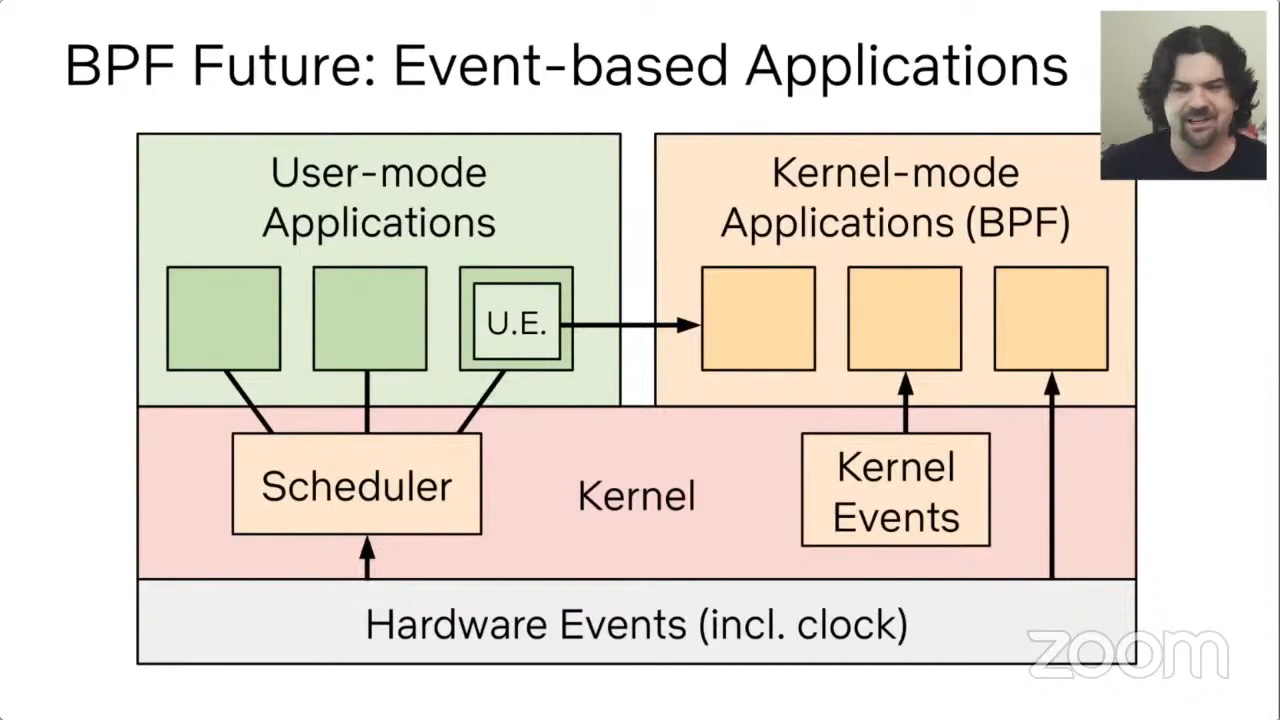 BPF Future: Event-based Applications
User-mode
Applications
Kernel-mode
Applications (BPF)
U.E.
Scheduler
Kernel
Kernel
Events
Hardware Events (incl. clock)
zoom